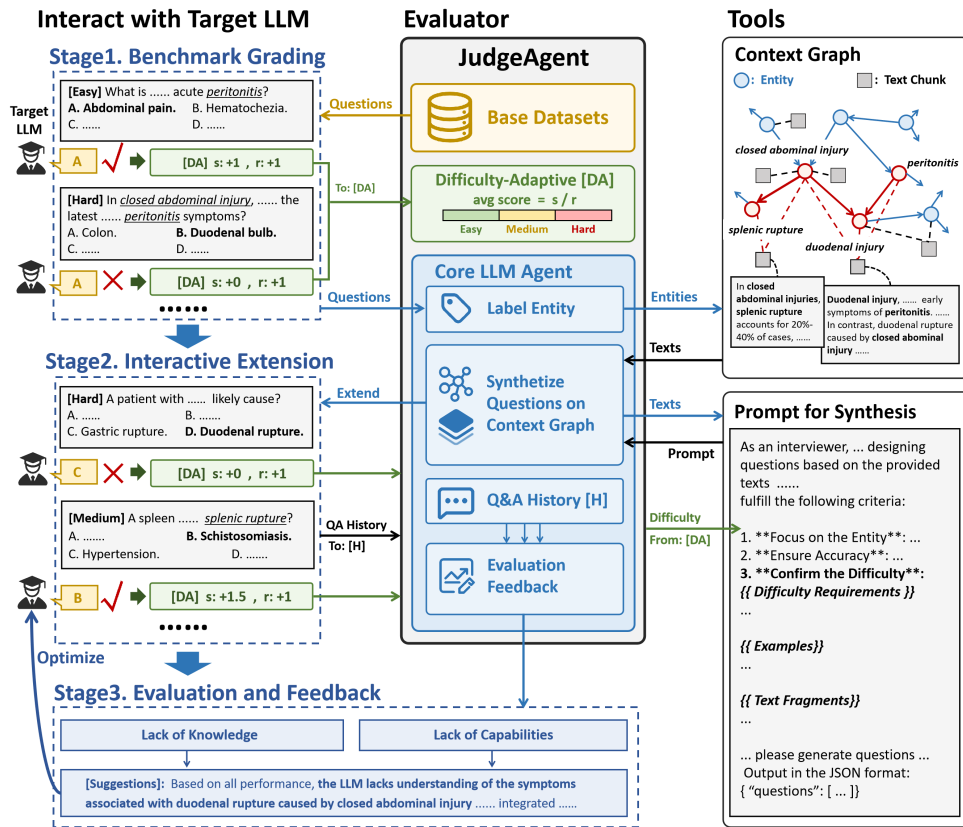 Interact with Target LLM
Stage1. Benchmark Grading
[Easy] What is ...... acute peritonitis?
A. Abdominal pain. B. Hematochezia.
C. ...... D. ......
Target
LLM
A
[DA] s: +1 , r: +1
[Hard] In closed abdominal injury, ...... the
latest ...... peritonitis symptoms?
A. Colon. B. Duodenal bulb.
C. ...... D. ......
A
[DA] s: +0 , r: +1
......
Questions
To: [DA]
Questions
Stage2. Interactive Extension
[Hard] A patient with ...... likely cause?
A. ...... B. .......
C. Gastric rupture. D. Duodenal rupture.
C
[DA] s: +0 , r: +1
[Medium] A spleen ...... splenic rupture?
A. ....... B. Schistosomiasis.
C. Hypertension. D. .......
B
[DA] s: +1.5 , r: +1
......
Extend
QA History
To: [H]
Optimize
Evaluator
JudgeAgent
Base Datasets
Difficulty-Adaptive [DA]
avg score = s / r
Easy Medium Hard
Core LLM Agent
Label Entity
Synthetize
Questions on
Context Graph
Q&A History [H]
Evaluation
Feedback
Entities
Texts
Texts
Prompt
Difficulty
From: [DA]
Tools
Context Graph
: Entity : Text Chunk
closed abominal injury
peritonitis
splenic rupture
duodenal injury
In closed
abdominal injuries,
splenic rupture
accounts for 20%-
40% of cases, ......
Duodenal injury, ...... early
symptoms of peritonitis. ......
In contrast, duodenal rupture
caused by closed abominal
injury ......
Prompt for Synthesis
As an interviewer, ... designing
questions based on the provided
texts ......
fulfill the following criteria:
1. **Focus on the Entity**: ...
2. **Ensure Accuracy**: ...
3. **Confirm the Difficulty**:
{{ Difficulty Requirements }}
...
{{ Examples}}
...
{{ Text Fragments}}
...
... please generate questions ...
Output in the JSON format:
{ “questions”: [ ... ]}
Stage3. Evaluation and Feedback
Lack of Knowledge
Lack of Capabilities
[Suggestions]: Based on all performance, the LLM lacks understanding of the symptoms
associated with duodenal rupture caused by closed abdominal injury ...... integrated ......